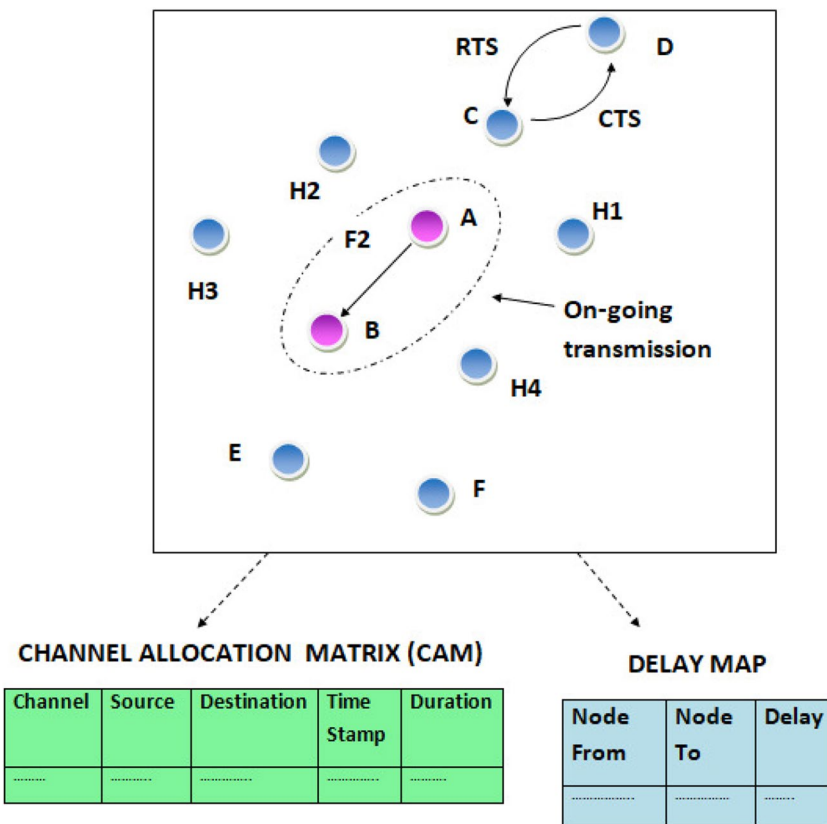 RTS
D
C
CTS
H2
A
H1
F2
H3
B
On-going
transmission
H4
E
F
CHANNEL ALLOCATION MATRIX (CAM)
DELAY MAP
Channel Source Destination Time
Stamp Duration
Node
From Node
To Delay